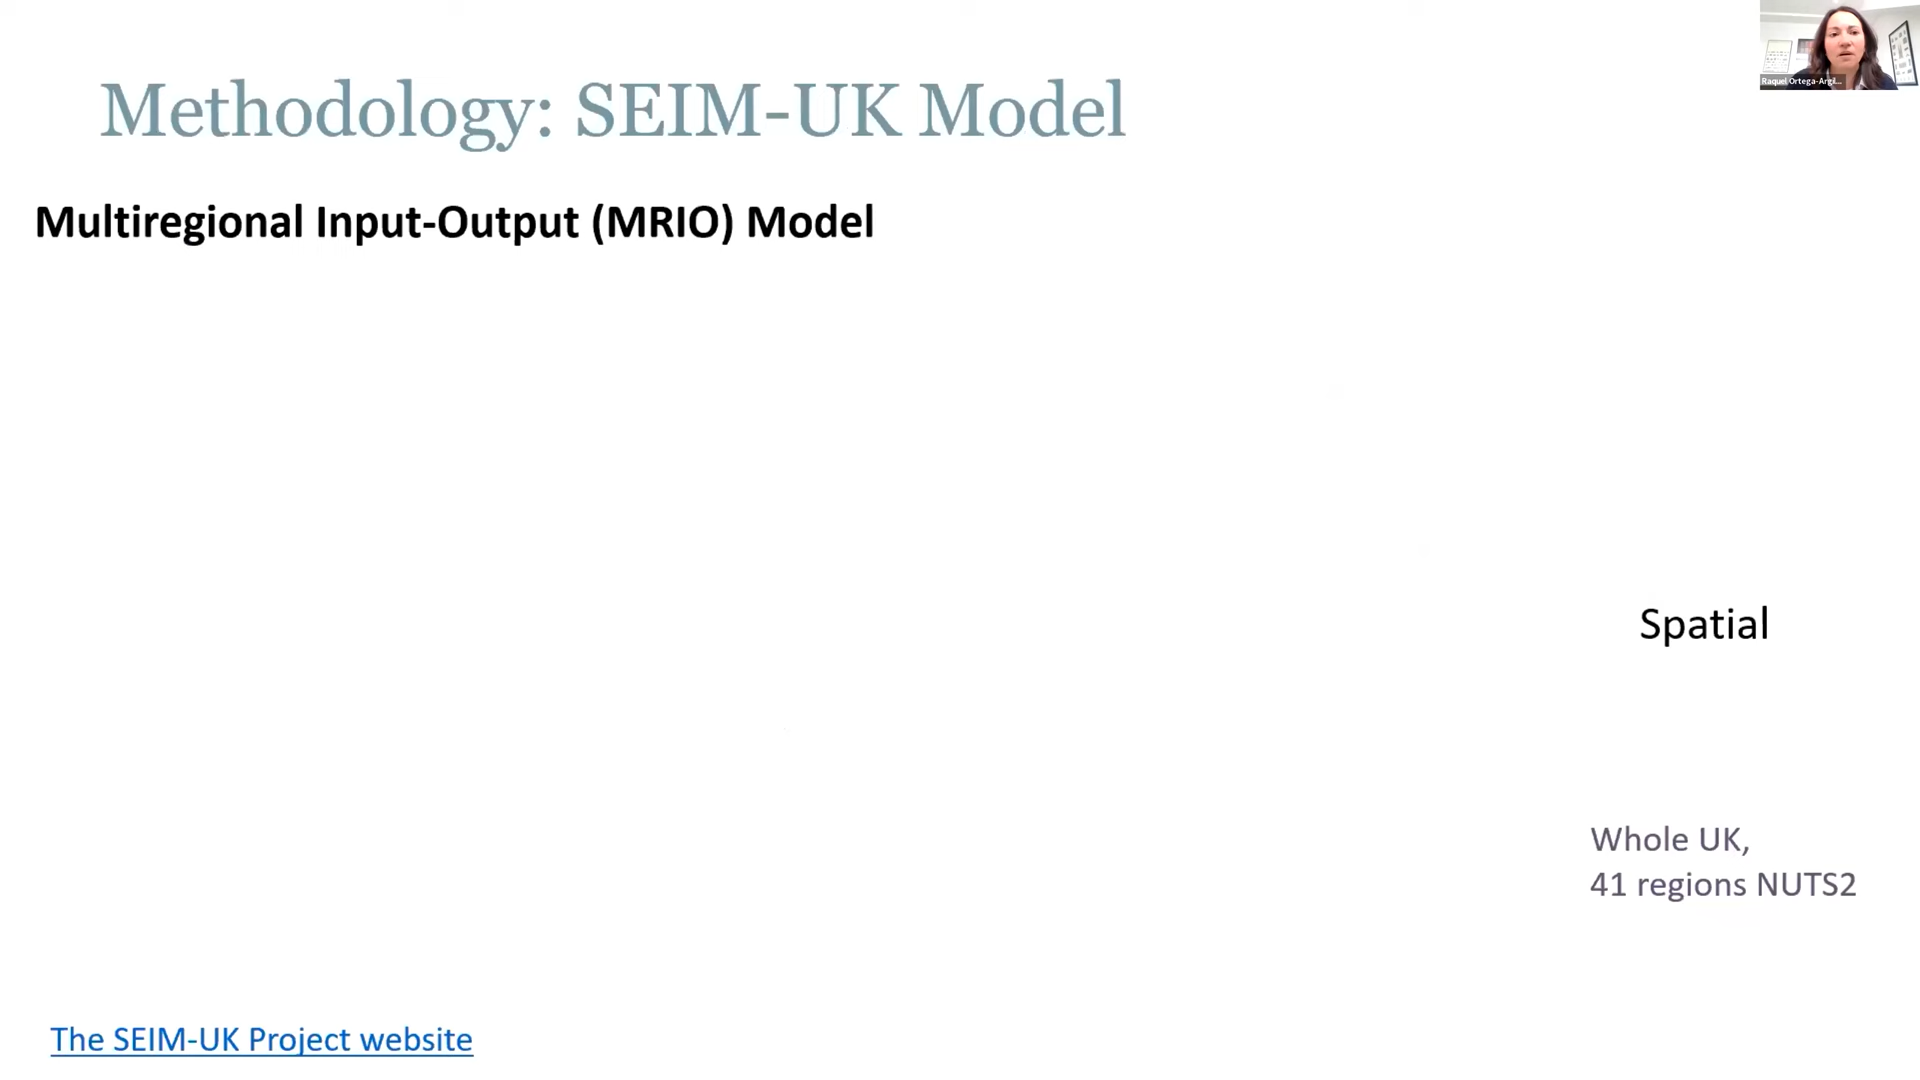 Methodology: SEIM-UK Model
Raquel Ortega-Argil...
Multiregional Input-Output (MRIO) Model
Spatial
Whole UK,
41 regions NUTS2
The SEIM-UK Project website